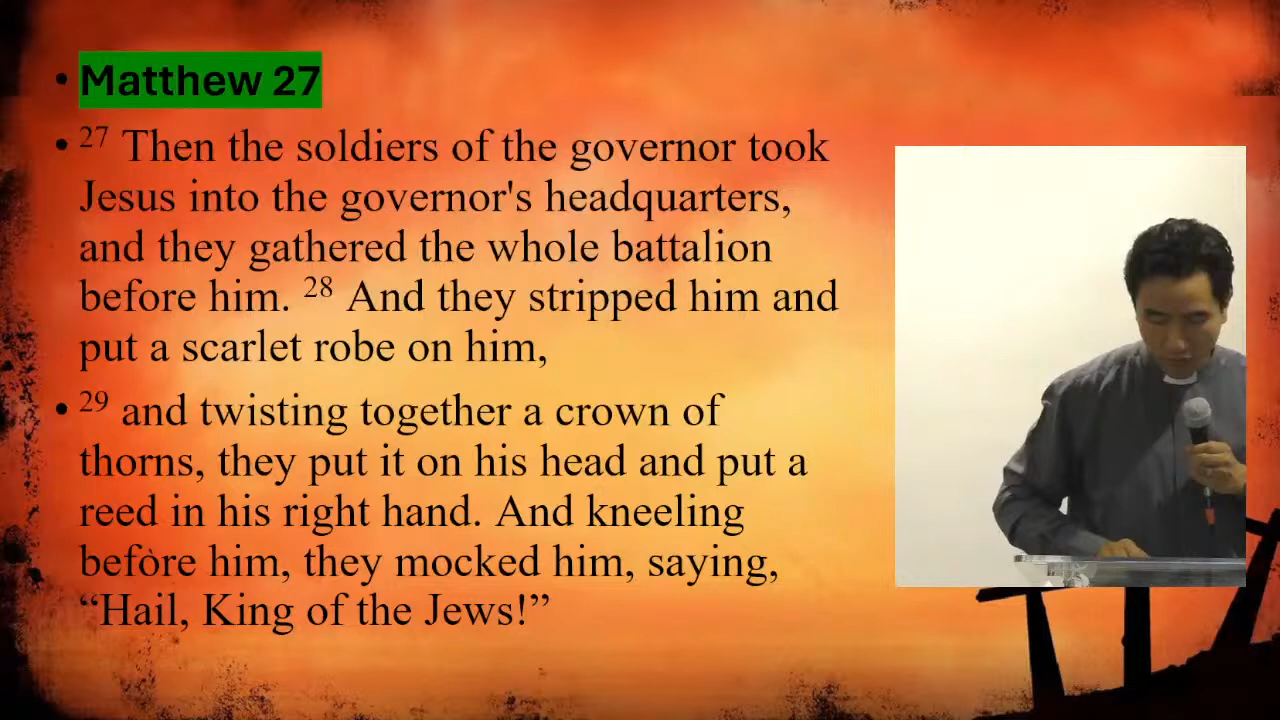 • Matthew 27
• 27 Then the soldiers of the governor took
Jesus into the governor's headquarters,
and they gathered the whole battalion
before him. 28 And they stripped him and
put a scarlet robe on him,
• 29 and twisting together a crown of
thorns, they put it on his head and put a
reed in his right hand. And kneeling
befòre him, they mocked him, saying,
“Hail, King of the Jews!”